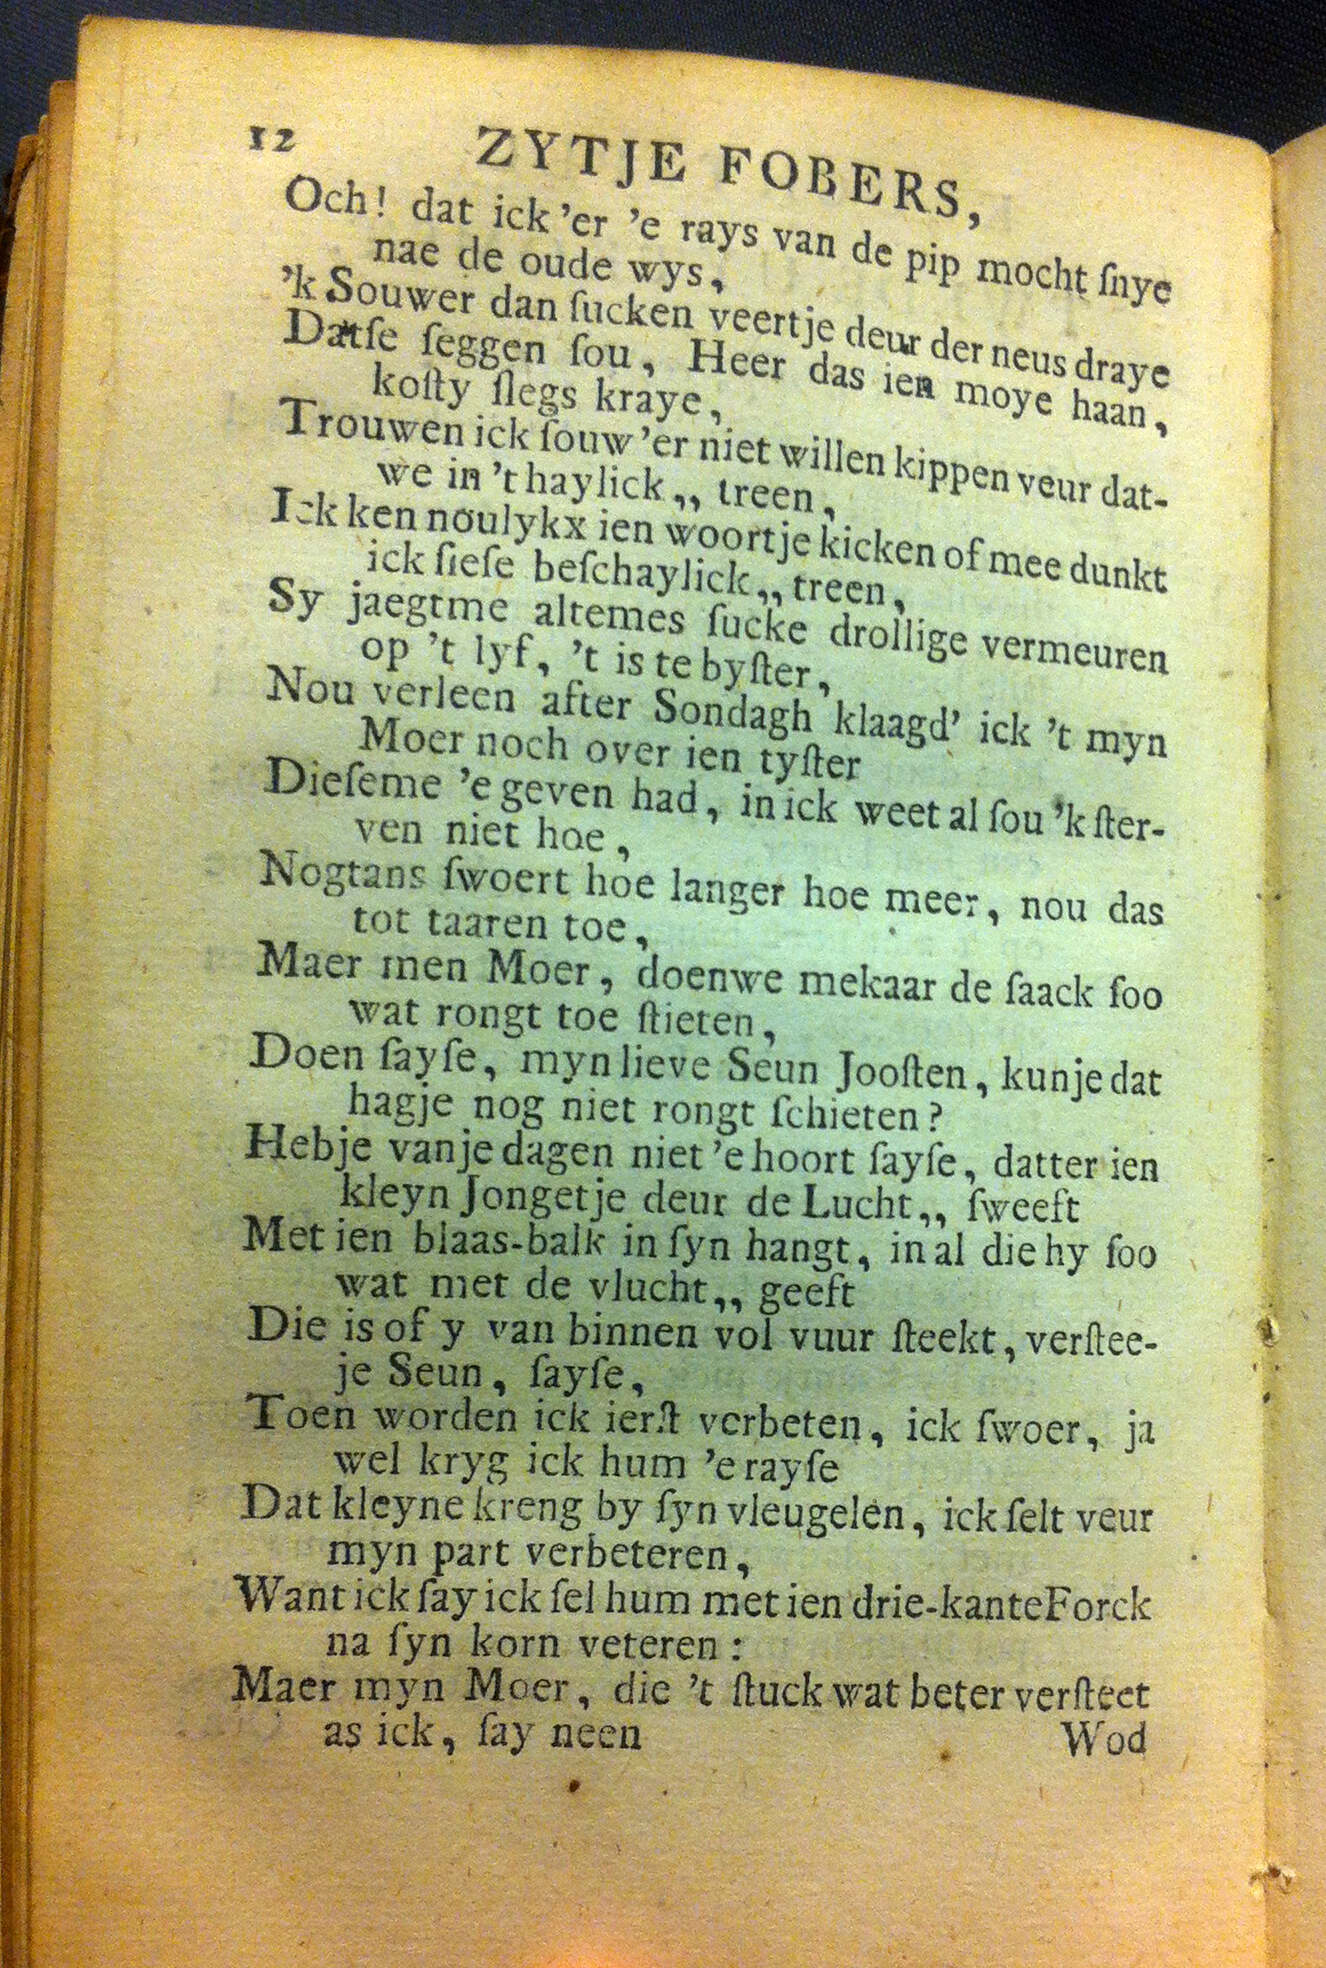 12 ZYTJE FOBERS,
Och! dat ick 'er 'e rays van de pip mocht ſnye
nae de oude wys,
'k Souwer dan ſucken veertje deur der neus draye
Datſe ſeggen ſou, Heer das ien moye haan,
koſty ſlegs kraye,
Trouwen ick ſouw 'er niet willen kippen veur dat-
we in 't haylick,, treen,
Ick ken noulykx ien woortje kicken of mee dunkt
ick ſieſe beſchaylick,, treen,
Sy jaegtme altemes ſucke drollige vermeuren
op 't lyf, 't is te byſter,
Nou verleen after Sondagh klaagd' ick 't myn
Moer noch over ien tyſter
Dieſeme 'e geven had, in ick weet al ſou 'k ſter-
ven niet hoe,
Nogtans ſwoert hoe langer hoe meer, nou das
tot taaren toe,
Maer men Moer, doenwe mekaar de ſaack ſoo
wat rongt toe ſtieten,
Doen ſayſe, myn lieve Seun Jooſten, kunje dat
hagje nog niet rongt ſchieten?
Hebje vanje dagen niet 'e hoort ſayſe, datter ien
kleyn Jongetje deur de Lucht,, ſweeft
Met ien blaas-balk in ſyn hangt, in al die hy ſoo
wat met de vlucht,, geeft
Die is of y van binnen vol vuur ſteekt, verſtee-
je Seun, ſayſe,
Toen worden ick ierſt verbeten, ick ſwoer, ja
wel kryg ick hum 'e rayſe
Dat kleyne kreng by ſyn vleugelen, ick ſelt veur
myn part verbeteren,
Want ick ſay ick ſel hum met ien drie-kante Forck
na ſyn korn veteren:
Maer myn Moer, die 't ſtuck wat beter verſteet
as ick, ſay neen
Wod